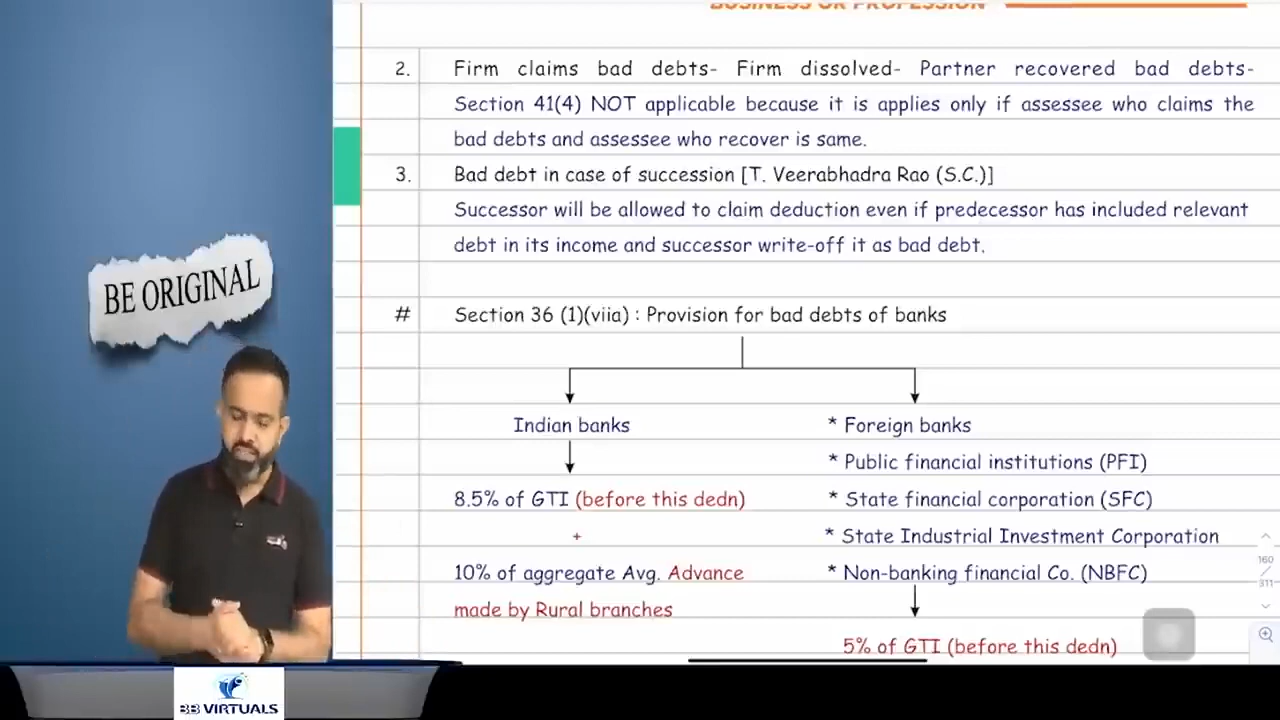 BUSINESS OR PROFESSION
2. Firm claims bad debts- Firm dissolved- Partner recovered bad debts-
Section 41(4) NOT applicable because it is applies only if assessee who claims the
bad debts and assessee who recover is same.
3. Bad debt in case of succession [T. Veerabhadra Rao (S.C.)]
Successor will be allowed to claim deduction even if predecessor has included relevant
debt in its income and successor write-off it as bad debt.
BE ORIGINAL
# Section 36 (1)(viia) : Provision for bad debts of banks
Indian banks
* Foreign banks
* Public financial institutions (PFI)
8.5% of GTI (before this dedn)
* State financial corporation (SFC)
+
* State Industrial Investment Corporation
10% of aggregate Avg. Advance
* Non-banking financial Co. (NBFC)
made by Rural branches
5% of GTI (before this dedn)
160
311
BB VIRTUALS